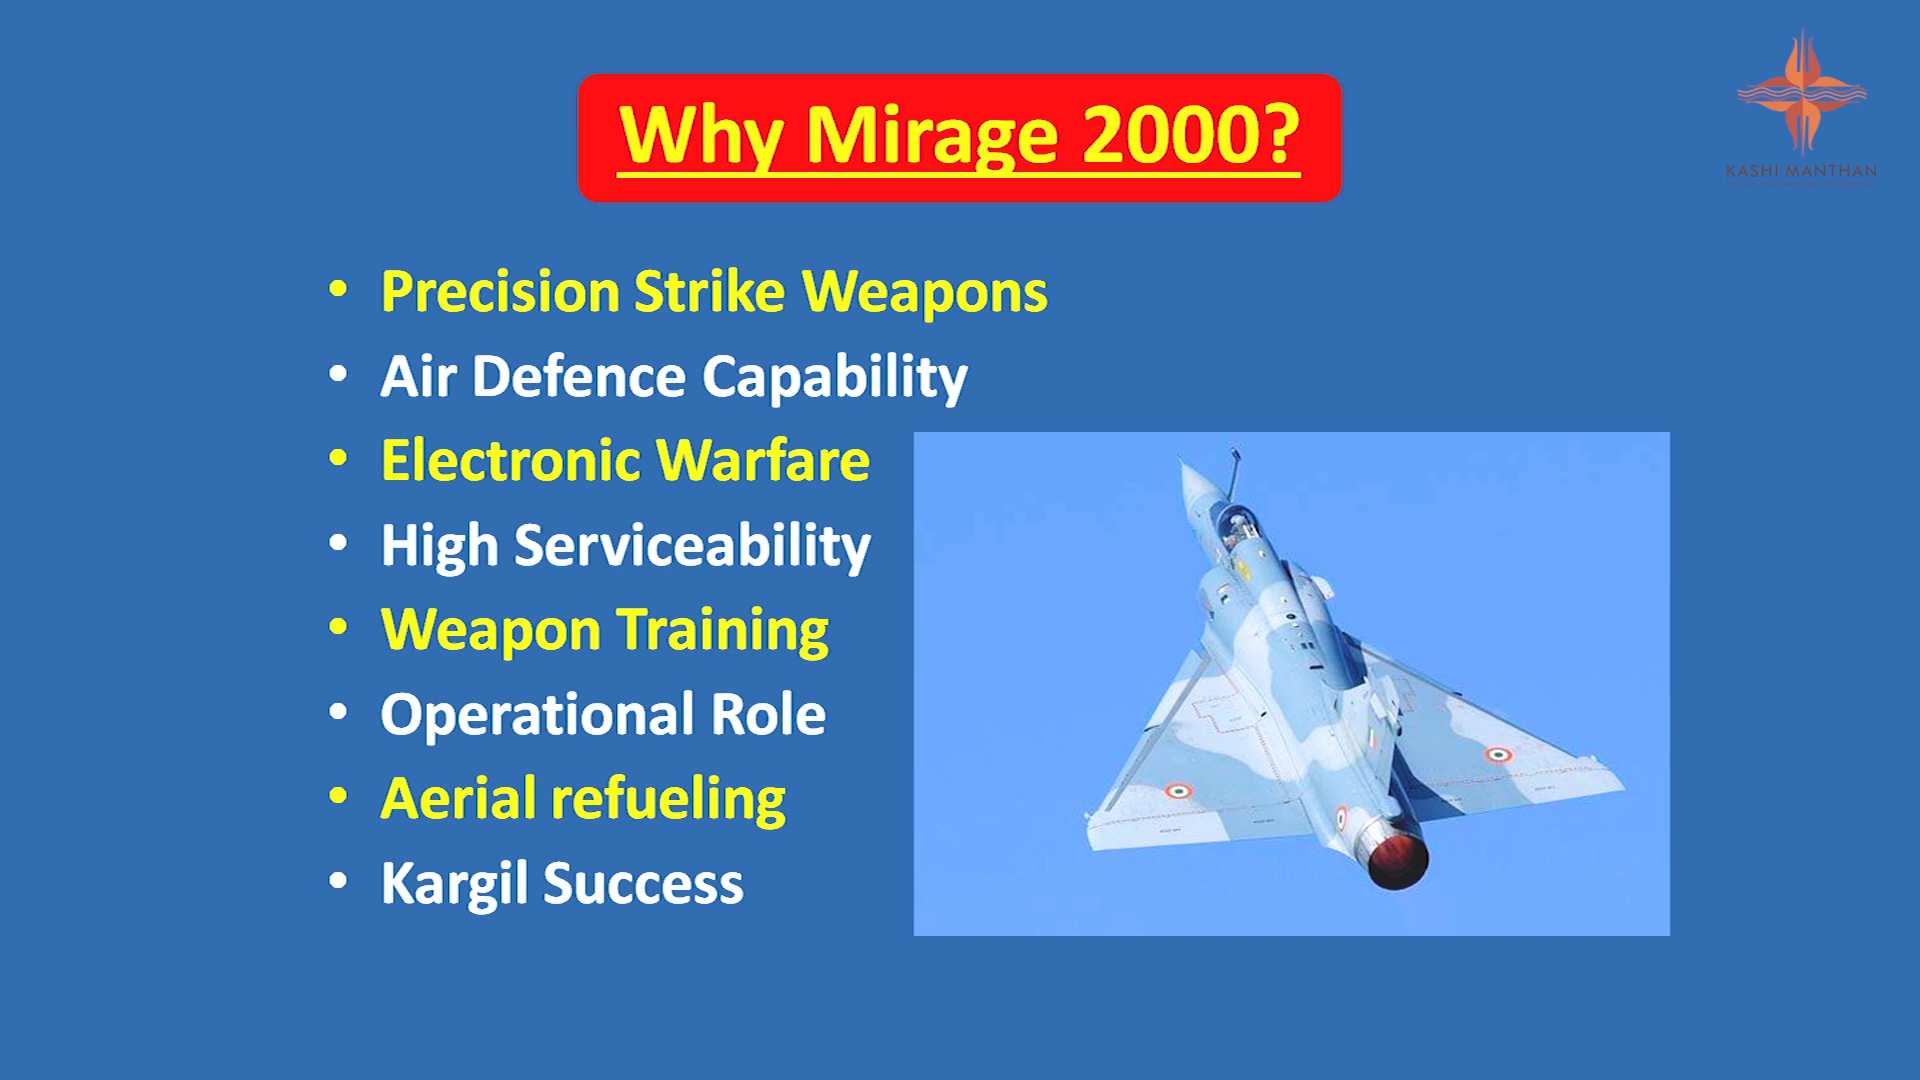 Why Mirage 2000?
KASHI MANTHAN
• Precision Strike Weapons
• Air Defence Capability
• Electronic Warfare
• High Serviceability
• Weapon Training
• Operational Role
• Aerial refueling
• Kargil Success